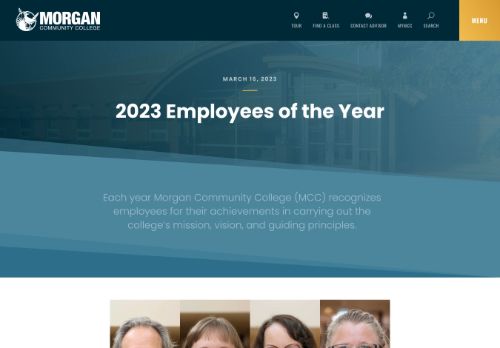 MORGAN
COMMUNITY COLLEGE
TOUR
FIND A CLASS
CONTACT ADVISOR
MYMCC
SEARCH
MENU
MARCH 16, 2023
2023 Employees of the Year
Each year Morgan Community College (MCC) recognizes
employees for their achievements in carrying out the
college's mission, vision, and guiding principles.